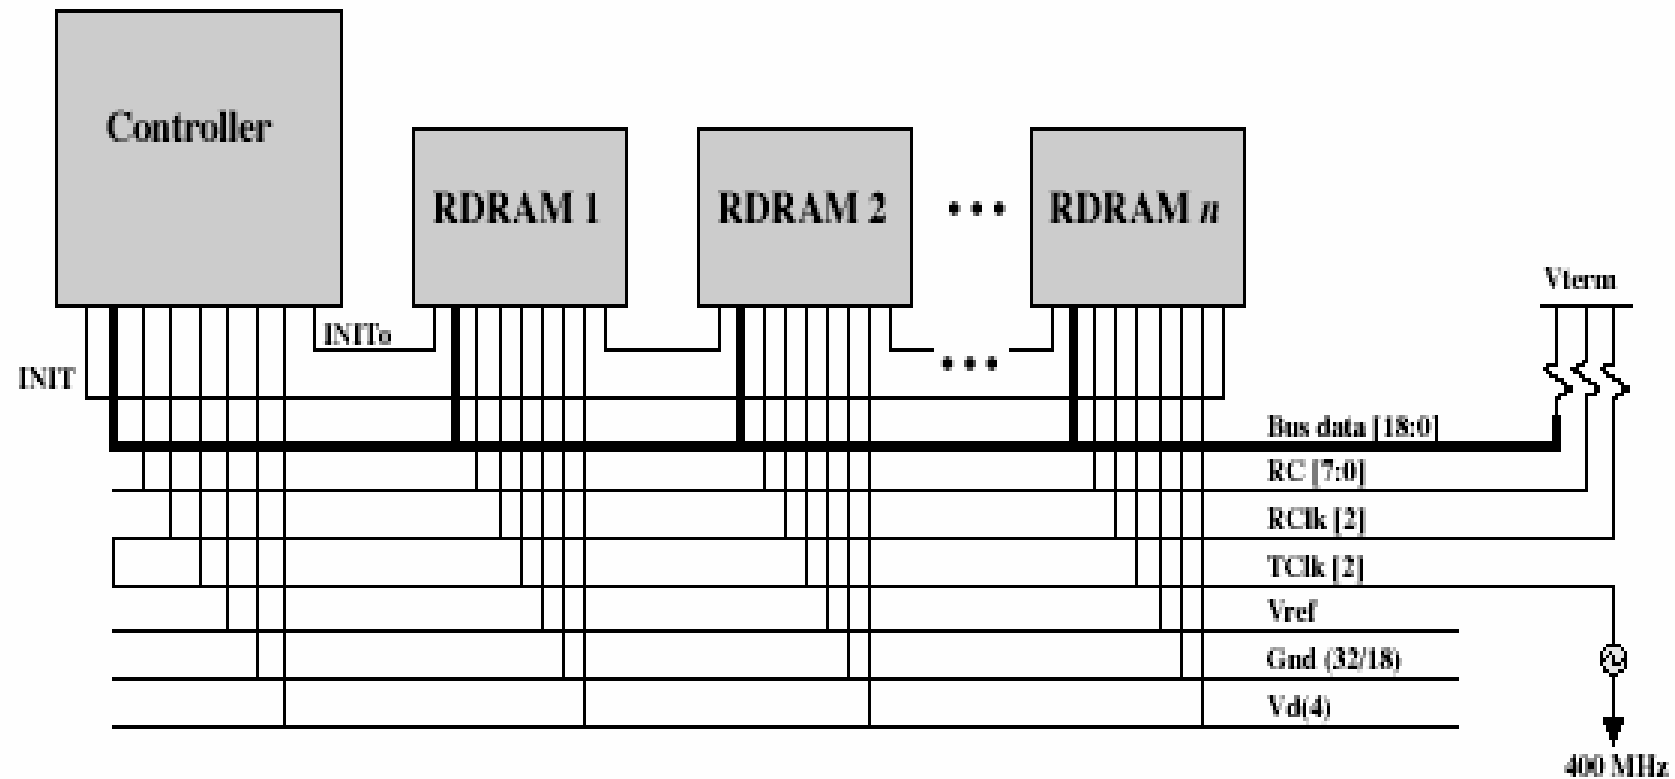 Controller
RDRAM 1
RDRAM 2
• • •
RDRAM n
Vterm
INITo
• • •
INIT
Bus data [18:0]
RC [7:0]
RClk [2]
TClk [2]
Vref
Gnd (32/18)
Vd(4)
400 MHz